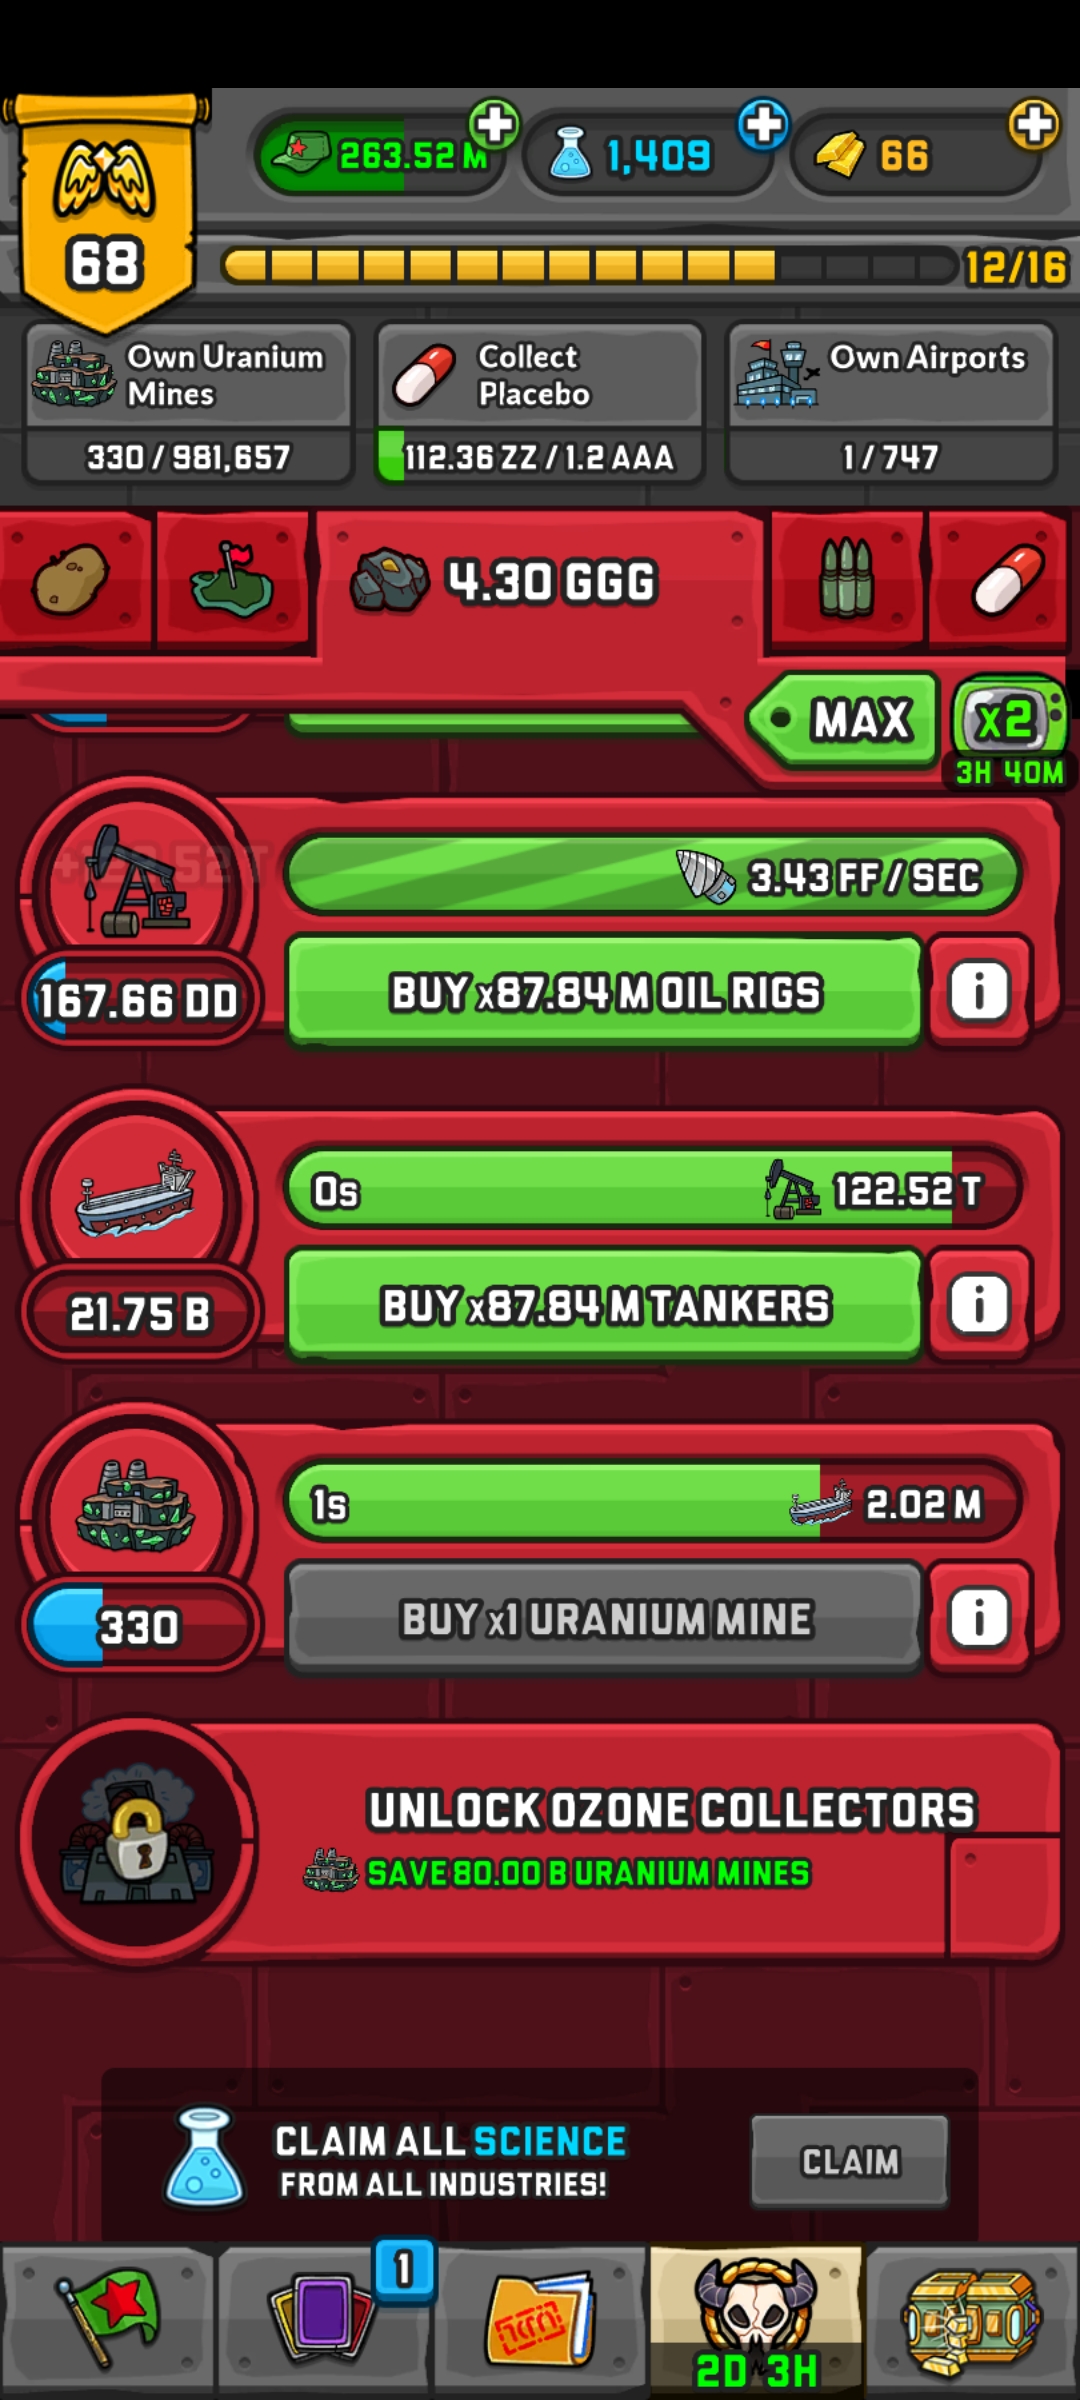 263.52 M
1,409
66
68
12/16
Own Uranium
Mines
330 / 981,657
Collect
Placebo
112.36 ZZ / 1.2 AAA
Own Airports
1 / 747
4.30 GGG
MAX
x2
3H 40M
3.43 FF / SEC
167.66 DD
BUY x87.84 M OIL RIGS
i
0s
122.52 T
21.75 B
BUY x87.84 M TANKERS
i
1s
2.02 M
330
BUY x1 URANIUM MINE
i
UNLOCK OZONE COLLECTORS
SAVE 80.00 B URANIUM MINES
CLAIM ALL SCIENCE
FROM ALL INDUSTRIES!
CLAIM
1
2D 3H